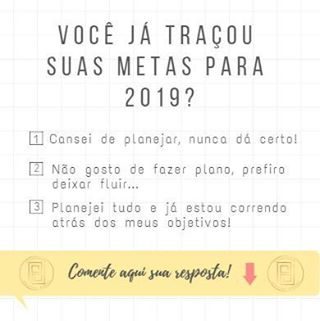 VOCÊ JÁ TRAÇOU
SUAS METAS PARA
2019?
1 Cansei de planejar, nunca dá certo!
2 Não gosto de fazer plano, prefiro
deixar fluir...
3 Planejei tudo e já estou correndo
atrás dos meus objetivos!
Comente aqui sua resposta!